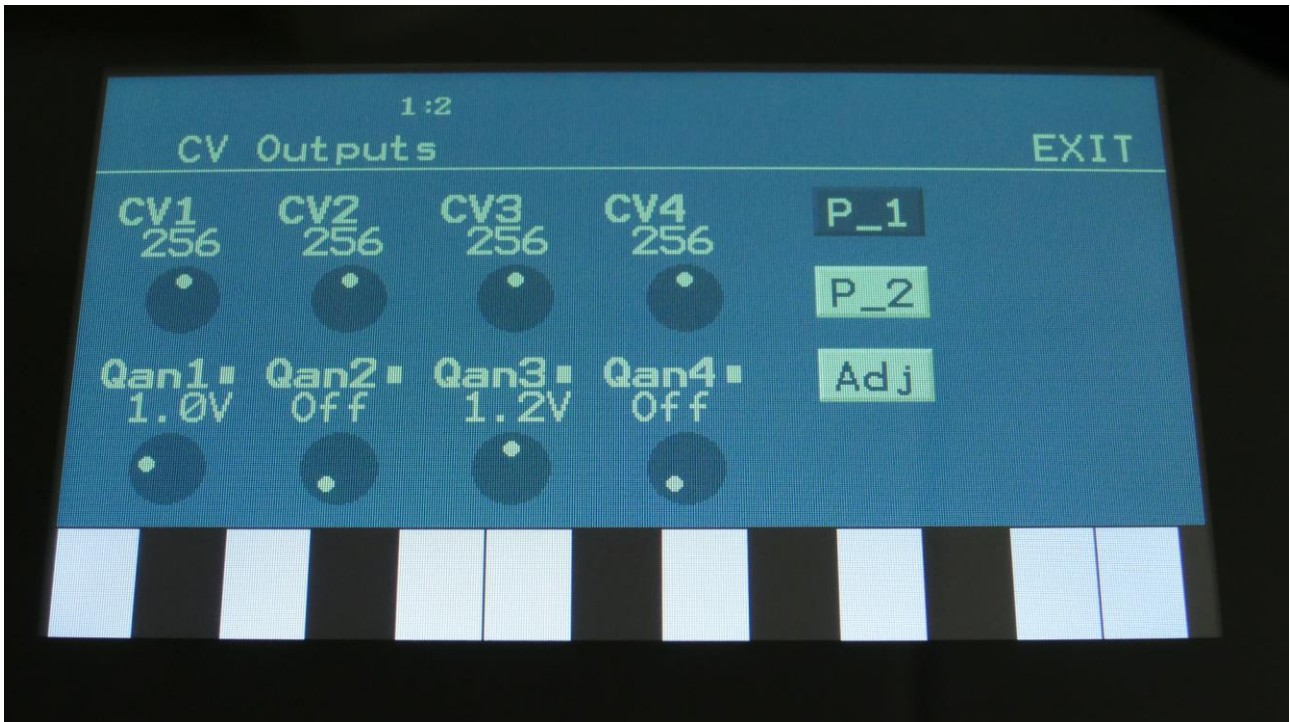 1:2
CV Outputs EXIT
CV1 CV2 CV3 CV4 P_1
256 256 256 256
P_2
Qan1 Qan2 Qan3 Qan4 Adj
1.0V Off 1.2V Off